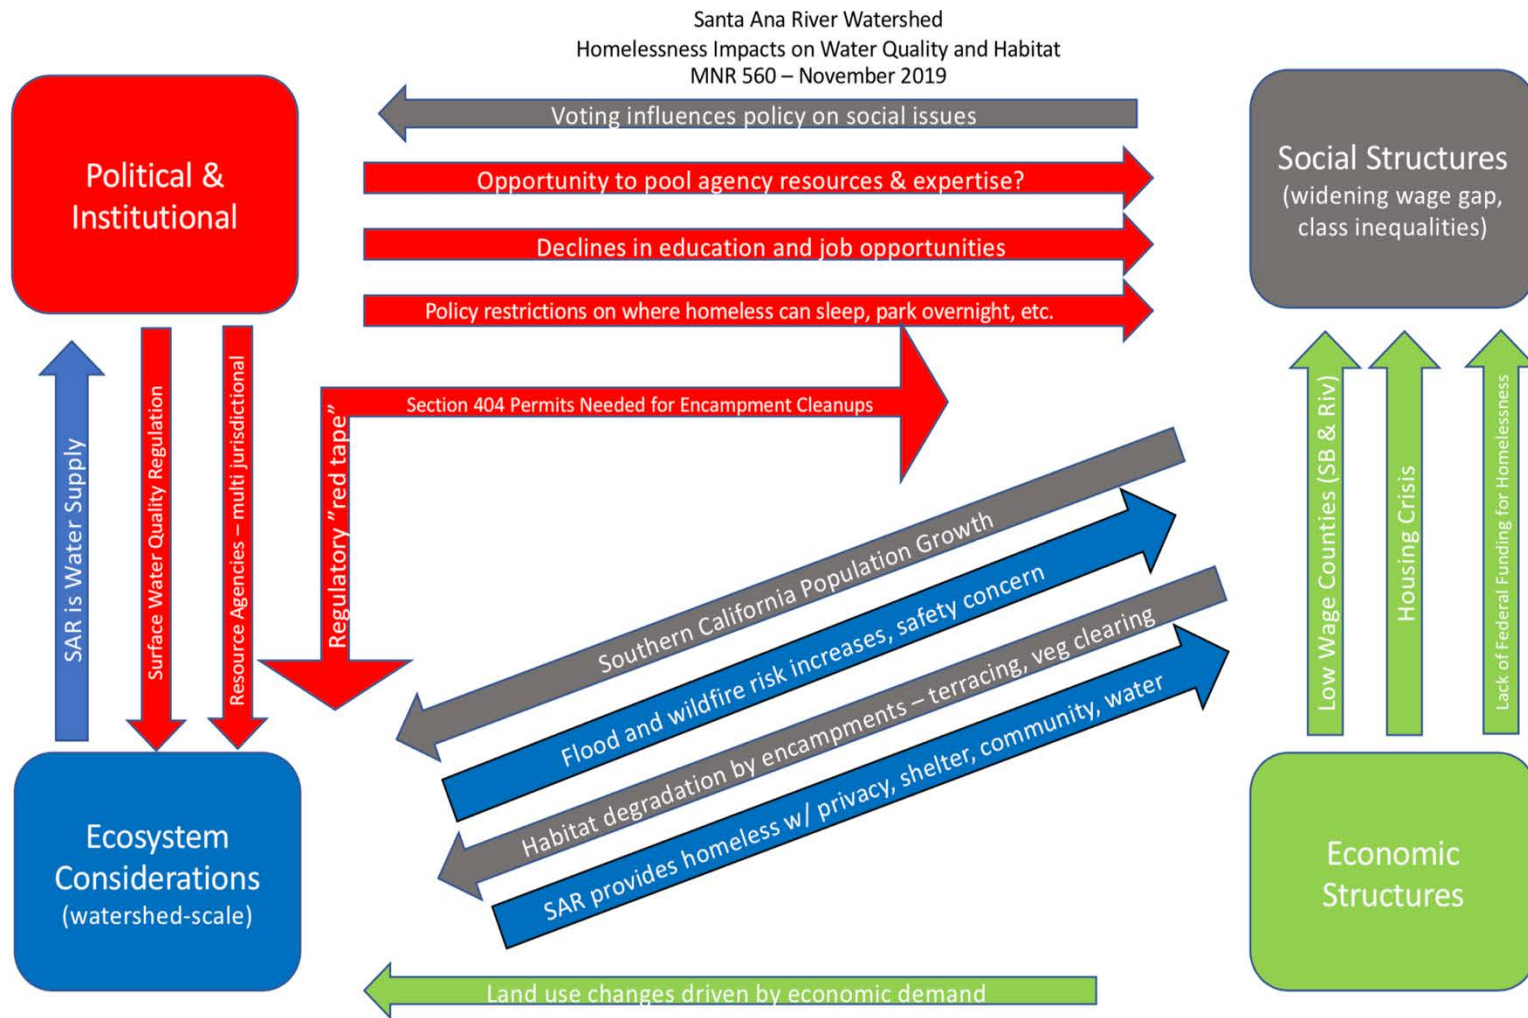 Santa Ana River Watershed
Homelessness Impacts on Water Quality and Habitat
MNR 560 – November 2019
Political &
Institutional
Voting influences policy on social issues
Opportunity to pool agency resources & expertise?
Declines in education and job opportunities
Policy restrictions on where homeless can sleep, park overnight, etc.
Social Structures
(widening wage gap,
class inequalities)
SAR is Water Supply
Surface Water Quality Regulation
Resource Agencies – multi jurisdictional
Regulatory "red tape"
Section 404 Permits Needed for Encampment Cleanups
Southern California Population Growth
Flood and wildfire risk increases, safety concern
Habitat degradation by encampments – terracing, veg clearing
SAR provides homeless w/ privacy, shelter, community, water
Low Wage Counties (SB & Riv)
Housing Crisis
Lack of Federal Funding for Homelessness
Ecosystem
Considerations
(watershed-scale)
Economic
Structures
Land use changes driven by economic demand